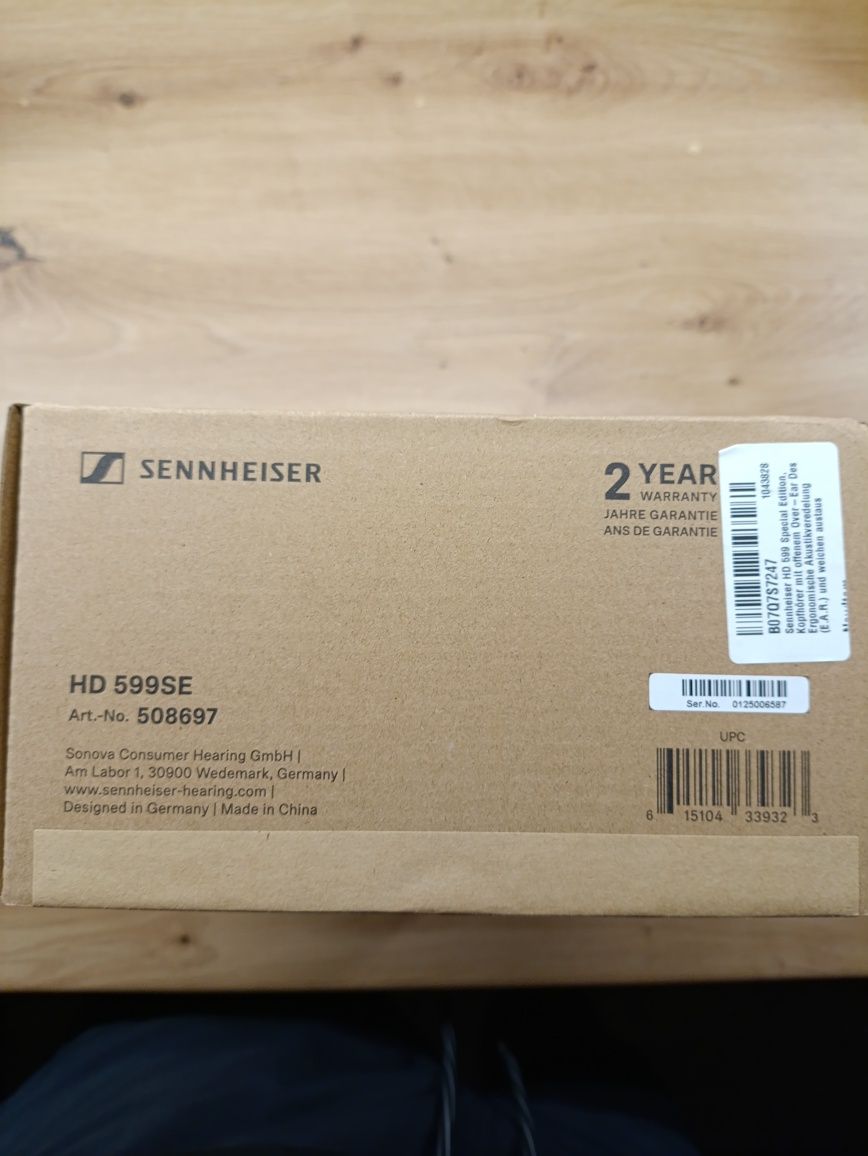 SENNHEISER
2 YEAR
WARRANTY
JAHRE GARANTIE
ANS DE GARANTIE
1043828
B07Q7S7247
Sennheiser HD 599 Special Edition,
Kopfhörer mit offenem Over – Ear Des
Ergonomische Akustikveredelung
(E.A.R.) und weichen austaus
HD 599SE
Art.-No. 508697
Sonova Consumer Hearing GmbH |
Am Labor 1, 30900 Wedemark, Germany |
www.sennheiser-hearing.com |
Designed in Germany | Made in China
Ser.No. 0125006587
UPC
6 15104 33932 3